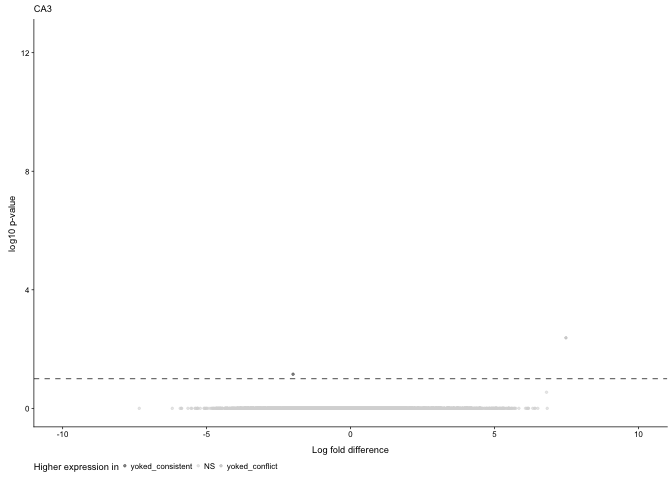 CA3
12
8
4
0
log10 p-value
-10 -5 0 5 10
Log fold difference
Higher expression in yoked_consistent NS yoked_conflict